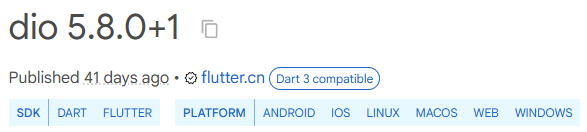 dio 5.8.0+1
Published 41 days ago • flutter.cn Dart 3 compatible
SDK DART FLUTTER PLATFORM ANDROID IOS LINUX MACOS WEB WINDOWS